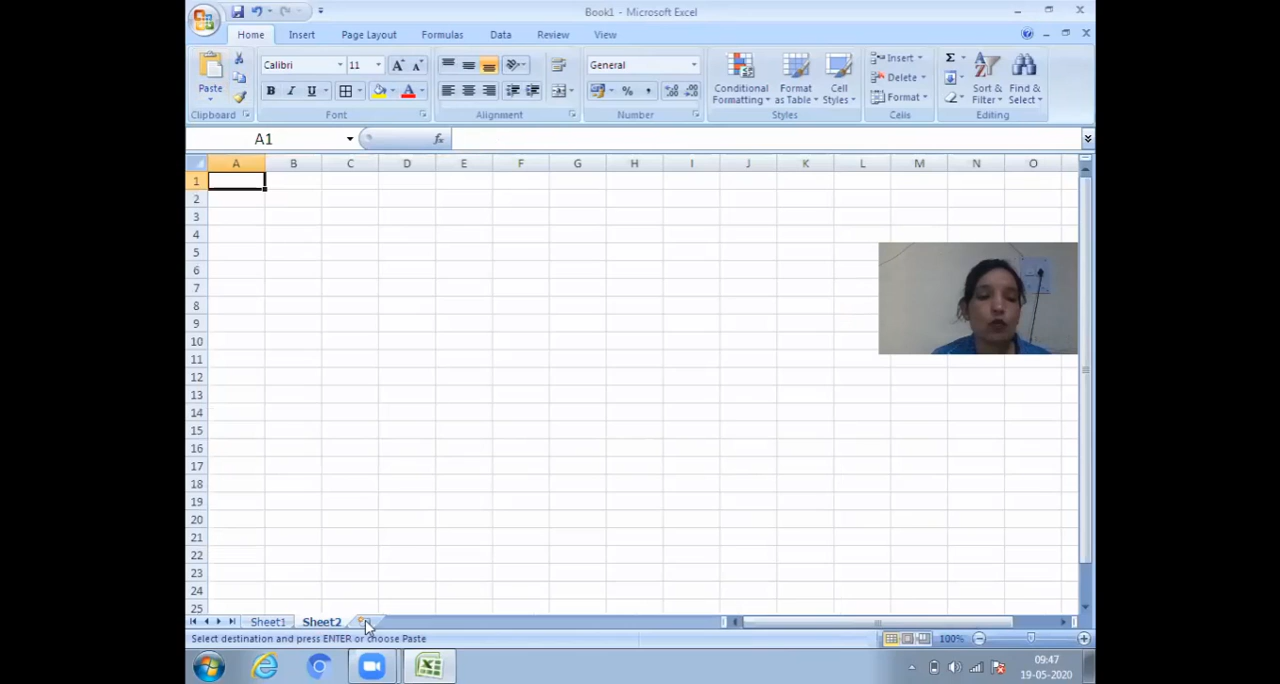 Book1 - Microsoft Excel
Home Insert Page Layout Formulas Data Review View
Calibri 11 A A General Σ Insert
B I U A % , Delete
Paste Conditional Formatting Format as Table Cell Styles Format Sort & Filter Find & Select
Clipboard Font Alignment Number Styles Cells Editing
A1 fx
A B C D E F G H I J K L M N O
1
2
3
4
5
6
7
8
9
10
11
12
13
14
15
16
17
18
19
20
21
22
23
24
25
Sheet1 Sheet2
Select destination and press ENTER or choose Paste 100%
09:47
19-05-2020